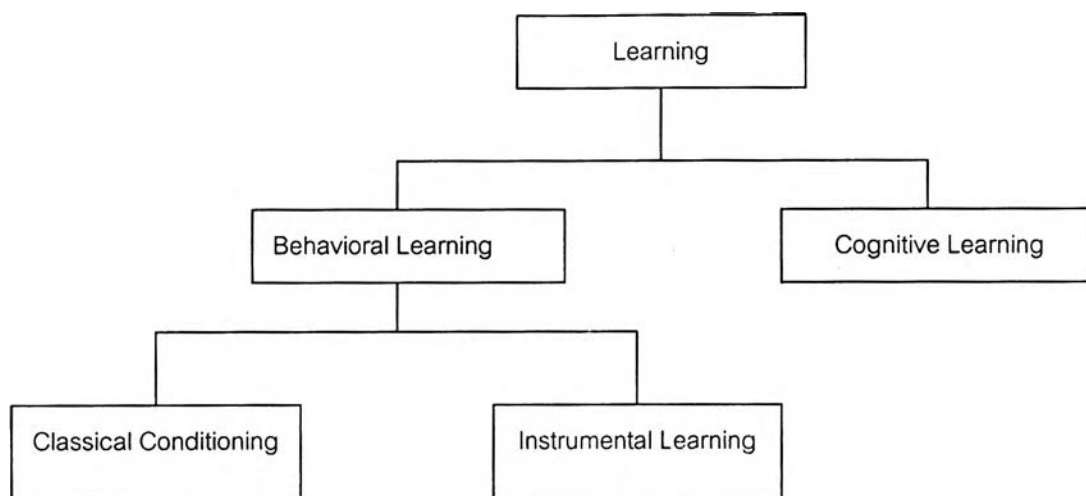 Learning
Behavioral Learning
Cognitive Learning
Classical Conditioning
Instrumental Learning